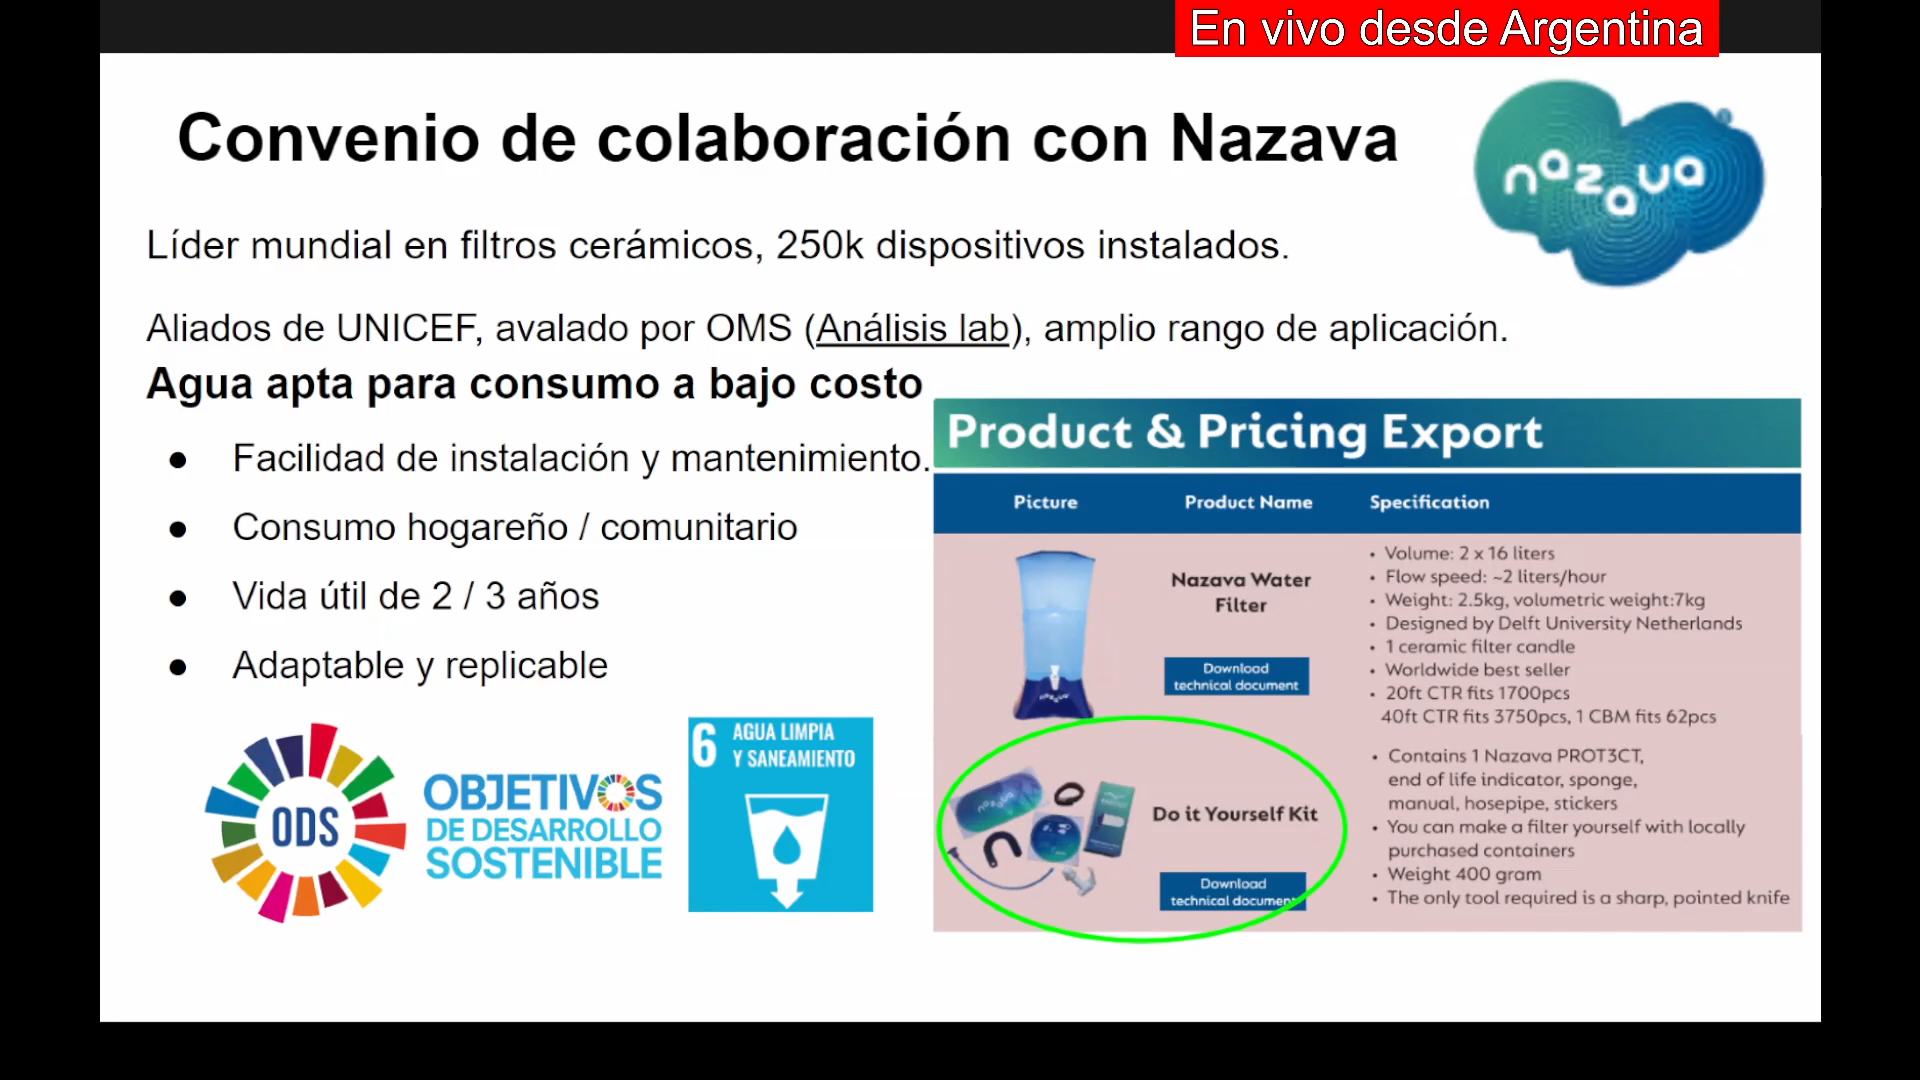 En vivo desde Argentina
Convenio de colaboración con Nazava
nazava
Líder mundial en filtros cerámicos, 250k dispositivos instalados.
Aliados de UNICEF, avalado por OMS (Análisis lab), amplio rango de aplicación.
Agua apta para consumo a bajo costo
● Facilidad de instalación y mantenimiento.
● Consumo hogareño / comunitario
● Vida útil de 2 / 3 años
● Adaptable y replicable
ODS
OBJETIVOS
DE DESARROLLO
SOSTENIBLE
6 AGUA LIMPIA
Y SANEAMIENTO
Product & Pricing Export
Picture Product Name Specification
Nazava Water
Filter
Download
technical document
nazava
• Volume: 2 x 16 liters
• Flow speed: ~2 liters/hour
• Weight: 2.5kg, volumetric weight:7kg
• Designed by Delft University Netherlands
• 1 ceramic filter candle
• Worldwide best seller
• 20ft CTR fits 1700pcs
40ft CTR fits 3750pcs, 1 CBM fits 62pcs
nazava
Do it Yourself Kit
Download
technical document
• Contains 1 Nazava PROT3CT,
end of life indicator, sponge,
manual, hosepipe, stickers
• You can make a filter yourself with locally
purchased containers
• Weight 400 gram
• The only tool required is a sharp, pointed knife